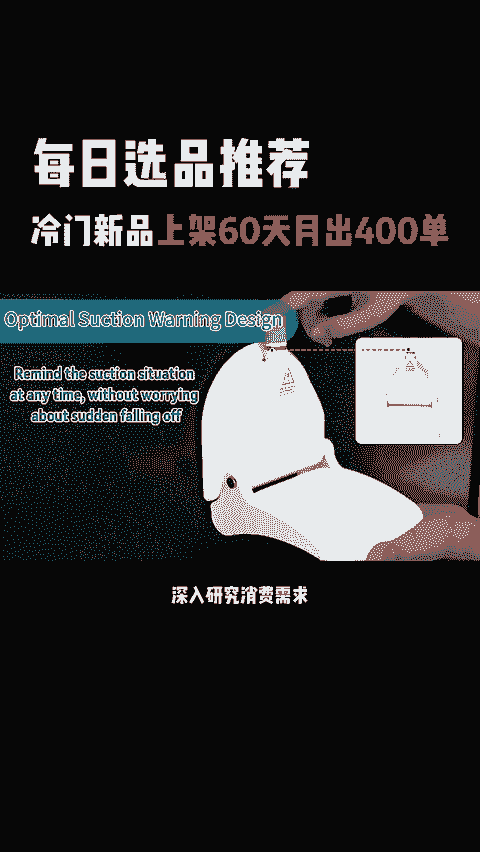 每日选品推荐
冷门新品上架60天月出400单
Optimal Suction Warning Design
Remind the suction situation
at any time, without worrying
about sudden falling off
深入研究消费需求